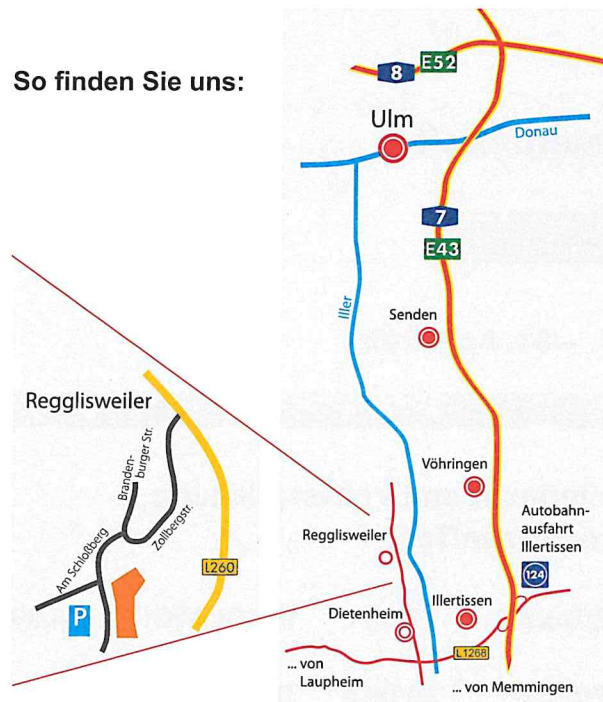 So finden Sie uns:
8
E52
Ulm
Donau
7
E43
Iller
Senden
Regglisweiler
Branden-
burger Str.
Zollbergstr.
Am Schloßberg
L260
P
Vöhringen
Autobahn-
ausfahrt
Illertissen
124
Regglisweiler
Dietenheim
Illertissen
L1268
... von
Laupheim
... von Memmingen